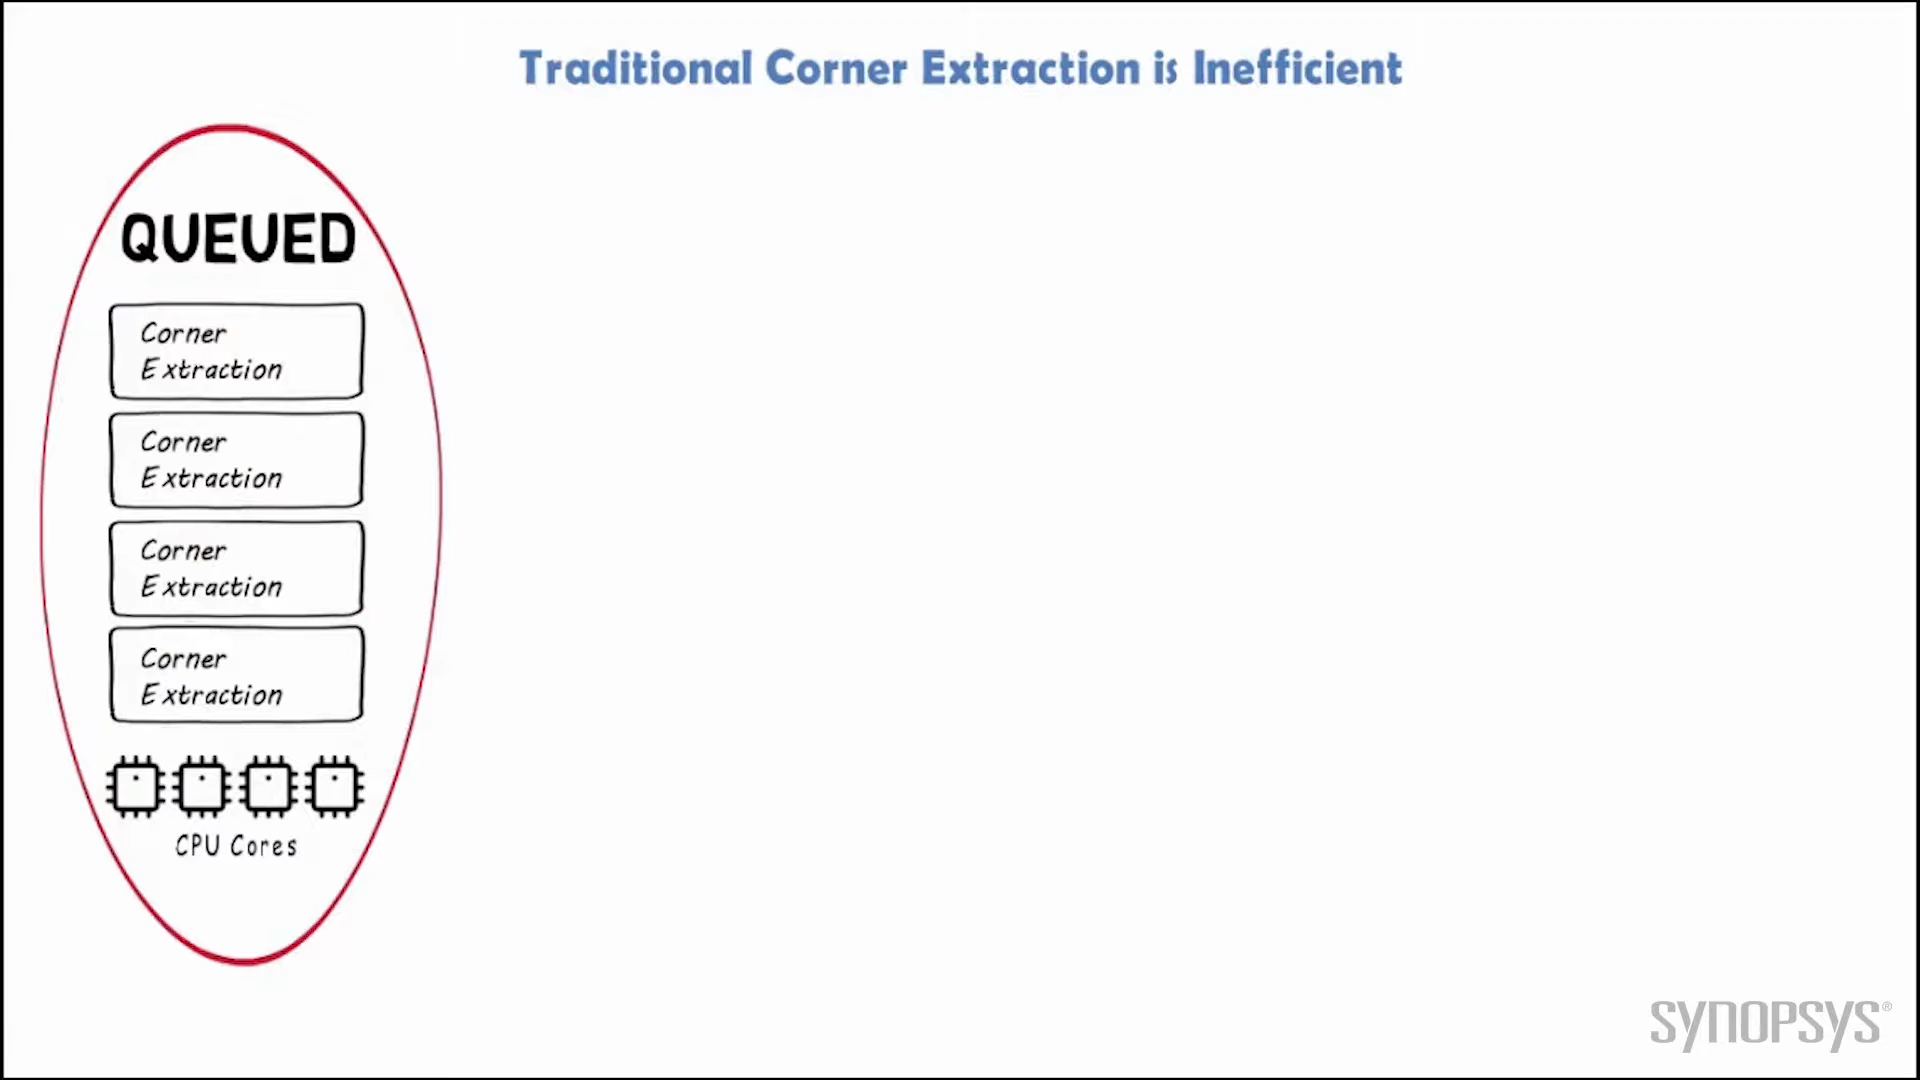 Traditional Corner Extraction is Inefficient
QUEUED
Corner
Extraction
Corner
Extraction
Corner
Extraction
Corner
Extraction
CPU Cores
SYNOPSYS®